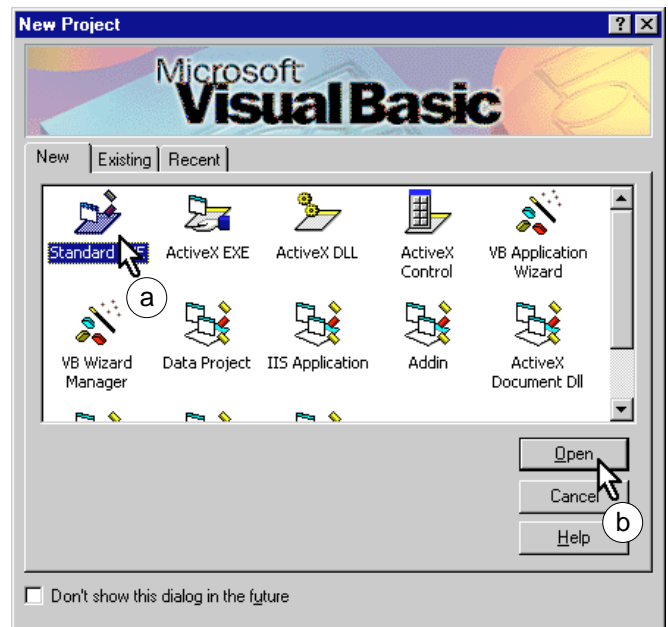 New Project
Microsoft
Visual Basic
New Existing Recent
Standard ActiveX EXE ActiveX DLL ActiveX Control VB Application Wizard
a
VB Wizard Manager Data Project IIS Application Addin ActiveX Document Dll
Open
Cancel
b
Help
Don't show this dialog in the future